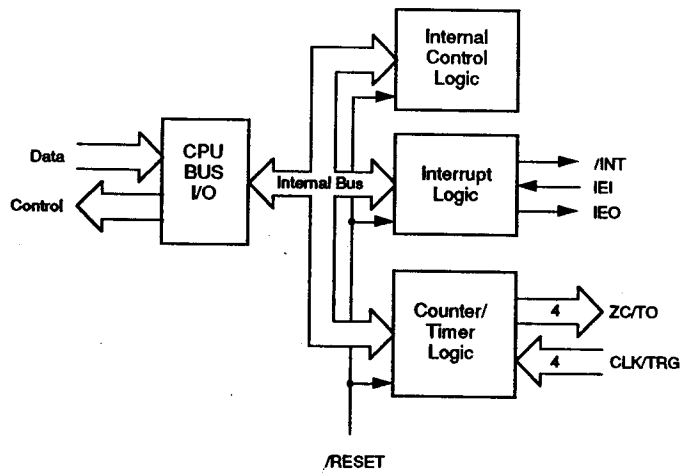 Internal
Control
Logic
Data
Control
CPU
BUS
I/O
Internal Bus
Interrupt
Logic
/INT
IEI
IEO
Counter/
Timer
Logic
4
ZC/TO
4
CLK/TRG
/RESET